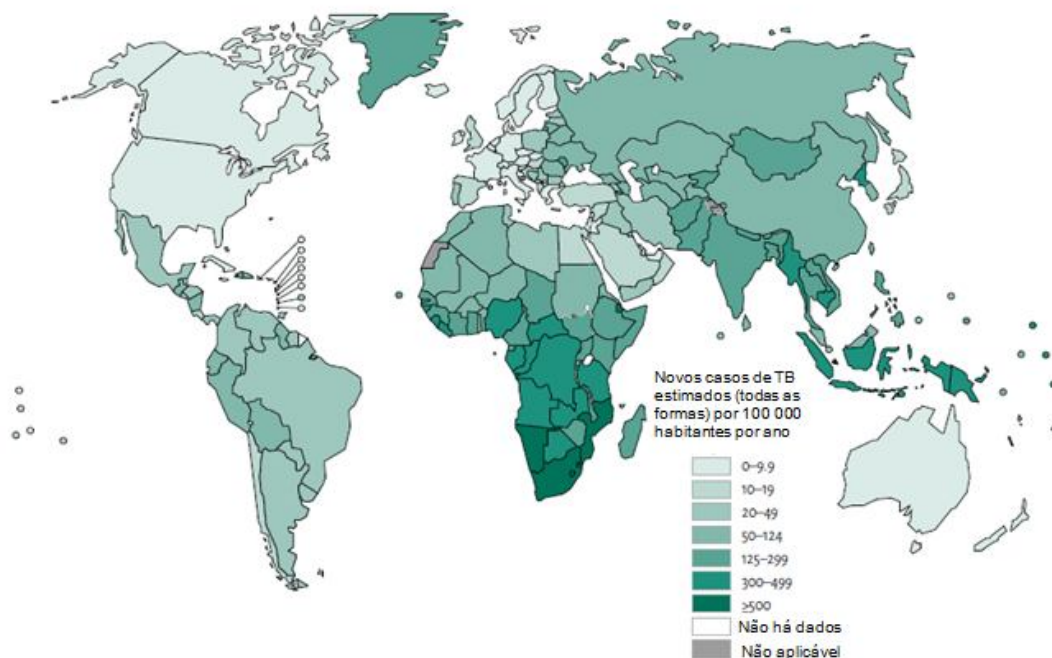 Novos casos de TB
estimados (todas as
formas) por 100 000
habitantes por ano
0–9.9
10–19
20–49
50–124
125–299
300–499
≥500
Não há dados
Não aplicável